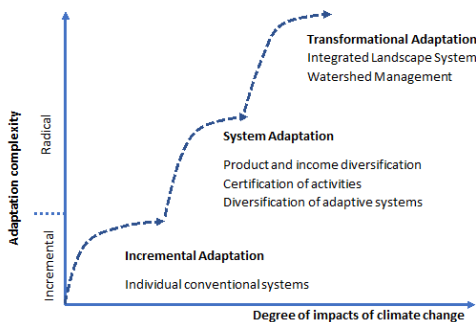 Transformational Adaptation
Integrated Landscape System
Watershed Management
System Adaptation
Product and income diversification
Certification of activities
Diversification of adaptive systems
Incremental Adaptation
Individual conventional systems
Adaptation complexity
Radical
Incremental
Degree of impacts of climate change